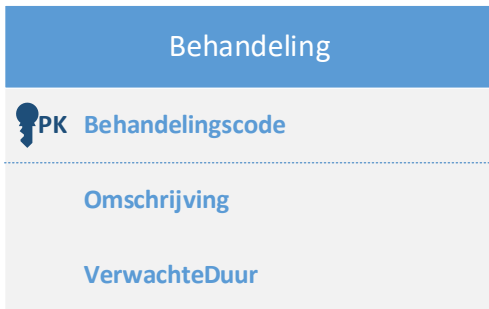 Behandeling
PK Behandelingscode
Omschrijving
VerwachteDuur